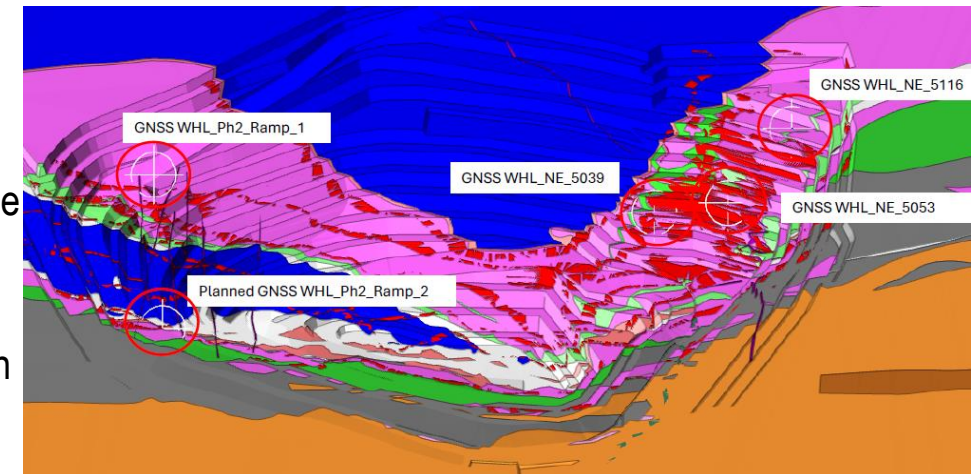 GNSS WHL_NE_5116
GNSS WHL_Ph2_Ramp_1
GNSS WHL_NE_5039
e
GNSS WHL_NE_5053
Planned GNSS WHL_Ph2_Ramp_2